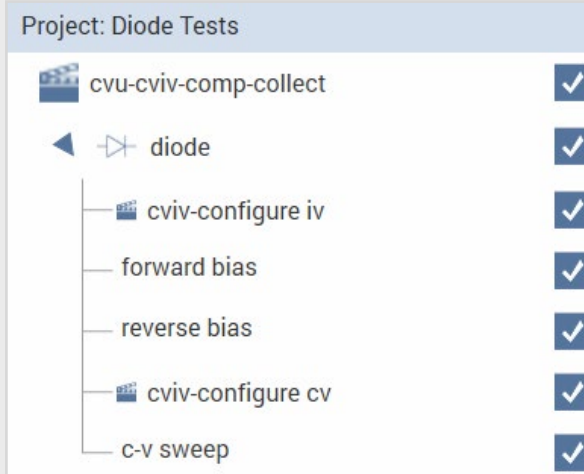 Project: Diode Tests
cvu-cviv-comp-collect
diode
cviv-configure iv
forward bias
reverse bias
cviv-configure cv
c-v sweep